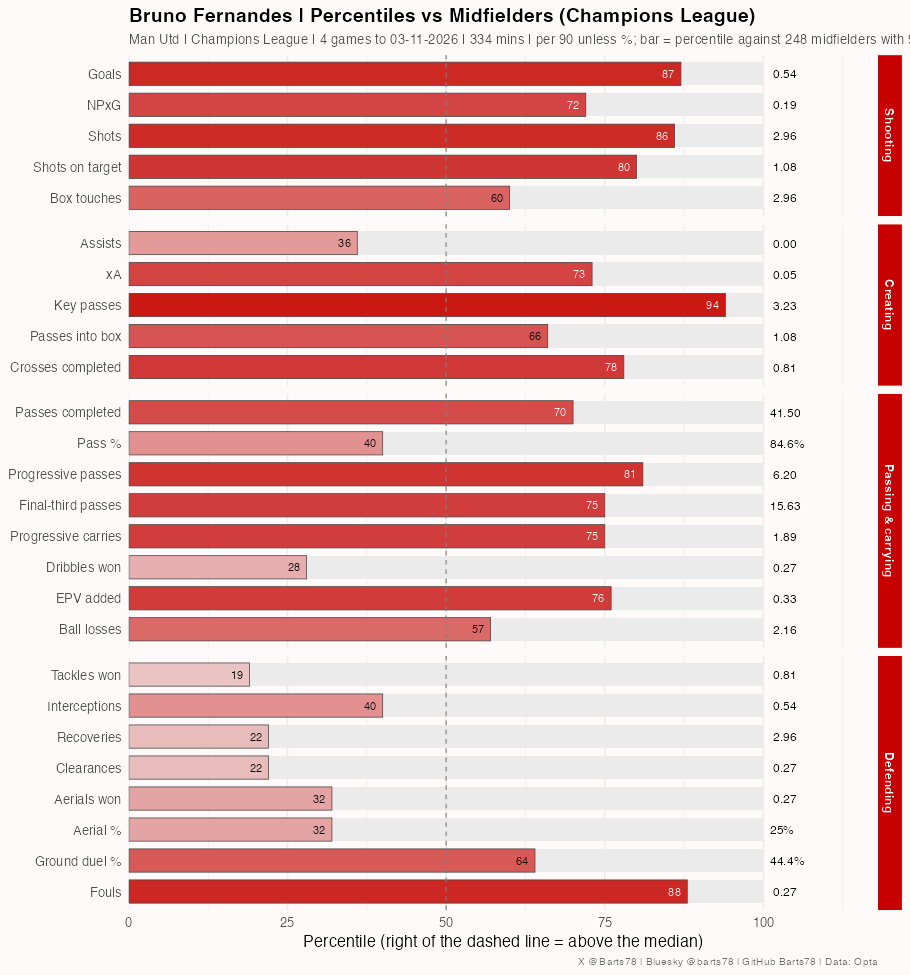 Bruno Fernandes | Percentiles vs Midfielders (Champions League)
Man Utd | Champions League | 4 games to 03-11-2026 | 334 mins | per 90 unless %; bar = percentile against 248 midfielders with
Goals 87 0.54
NPxG 72 0.19
Shots 86 2.96
Shots on target 80 1.08
Box touches 60 2.96
Shooting
Assists 36 0.00
xA 73 0.05
Key passes 94 3.23
Passes into box 66 1.08
Crosses completed 78 0.81
Creating
Passes completed 70 41.50
Pass % 40 84.6%
Progressive passes 81 6.20
Final-third passes 75 15.63
Progressive carries 75 1.89
Dribbles won 28 0.27
EPV added 76 0.33
Ball losses 57 2.16
Passing & carrying
Tackles won 19 0.81
Interceptions 40 0.54
Recoveries 22 2.96
Clearances 22 0.27
Aerials won 32 0.27
Aerial % 32 25%
Ground duel % 64 44.4%
Fouls 88 0.27
Defending
0 25 50 75 100
Percentile (right of the dashed line = above the median)
X @Barts78 | Bluesky @barts78 | GitHub Barts78 | Data: Opta